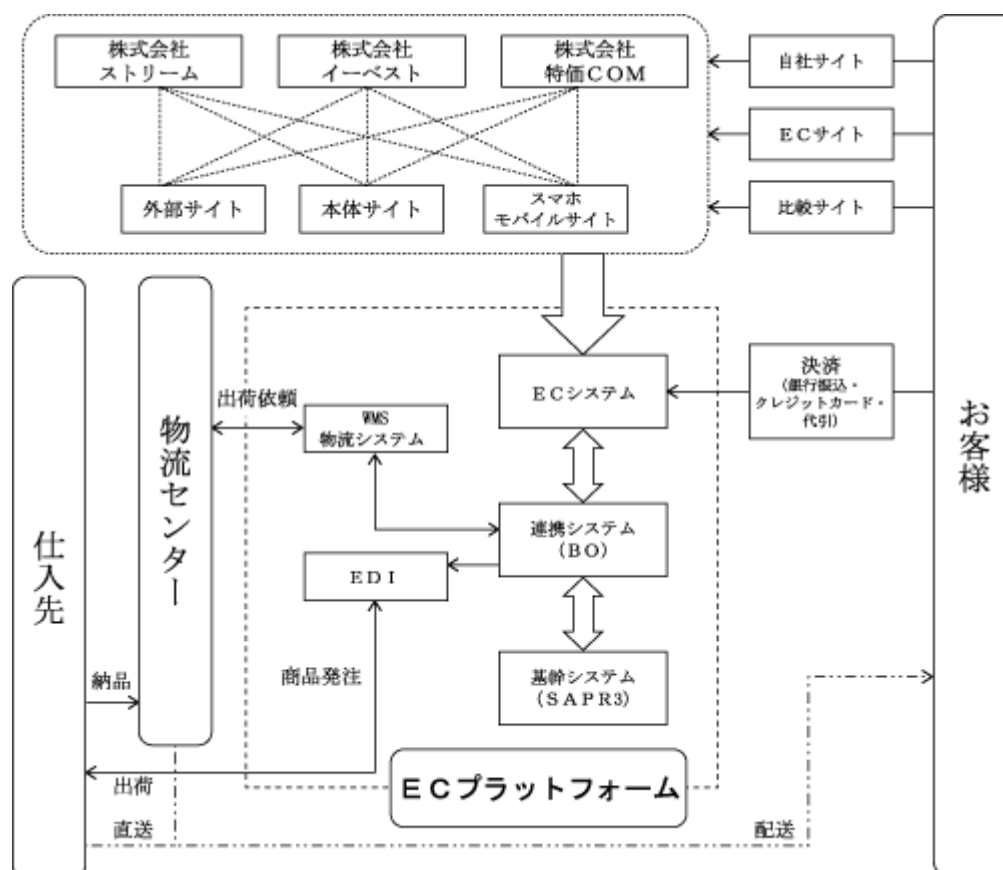 株式会社
ストリーム
株式会社
イーベスト
株式会社
特価COM
自社サイト
ECサイト
比較サイト
外部サイト
本体サイト
スマホ
モバイルサイト
お客様
仕入先
物流センター
出荷依頼
WMS
物流システム
ECシステム
決済
(銀行振込・
クレジットカード・
代引)
連携システム
(BO)
EDI
商品発注
基幹システム
(SAPR3)
納品
出荷
直送
ECプラットフォーム
配送